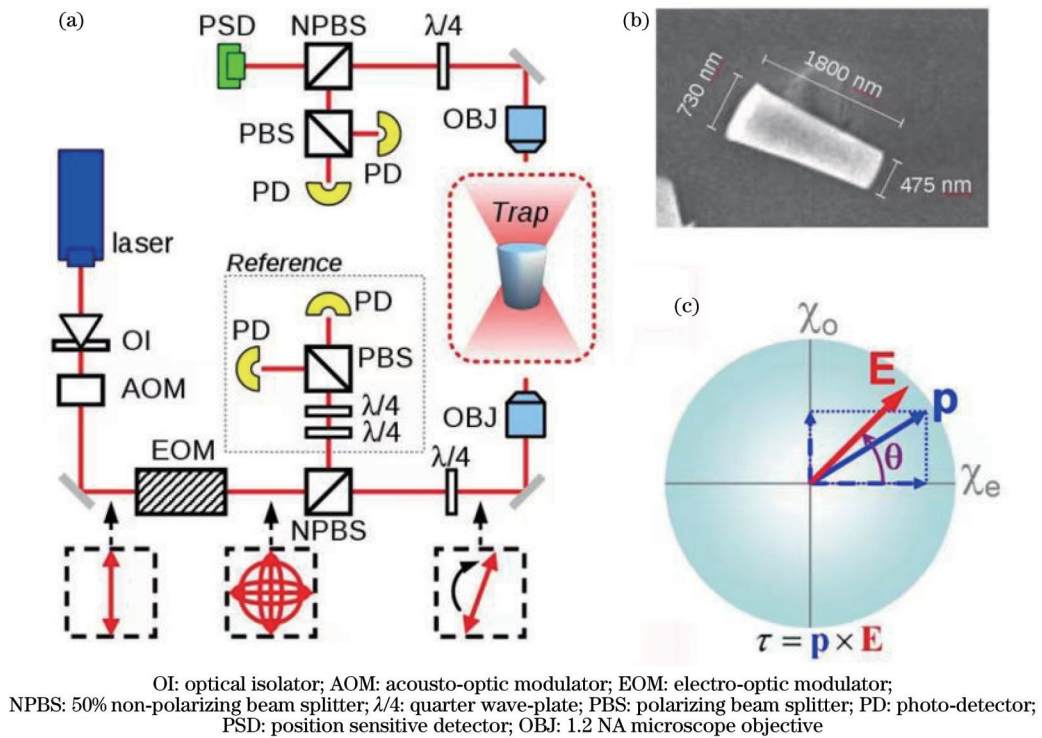 (a)
PSD
NPBS
λ/4
PBS
OBJ
PD
PD
laser
Trap
Reference
PD
PD
OI
PBS
AOM
λ/4
λ/4
OBJ
EOM
λ/4
NPBS
(b)
1800 nm
730 nm
475 nm
(c)
χo
E
p
θ
χe
τ = p × E
OI: optical isolator; AOM: acousto-optic modulator; EOM: electro-optic modulator;
NPBS: 50% non-polarizing beam splitter; λ/4: quarter wave-plate; PBS: polarizing beam splitter; PD: photo-detector;
PSD: position sensitive detector; OBJ: 1.2 NA microscope objective